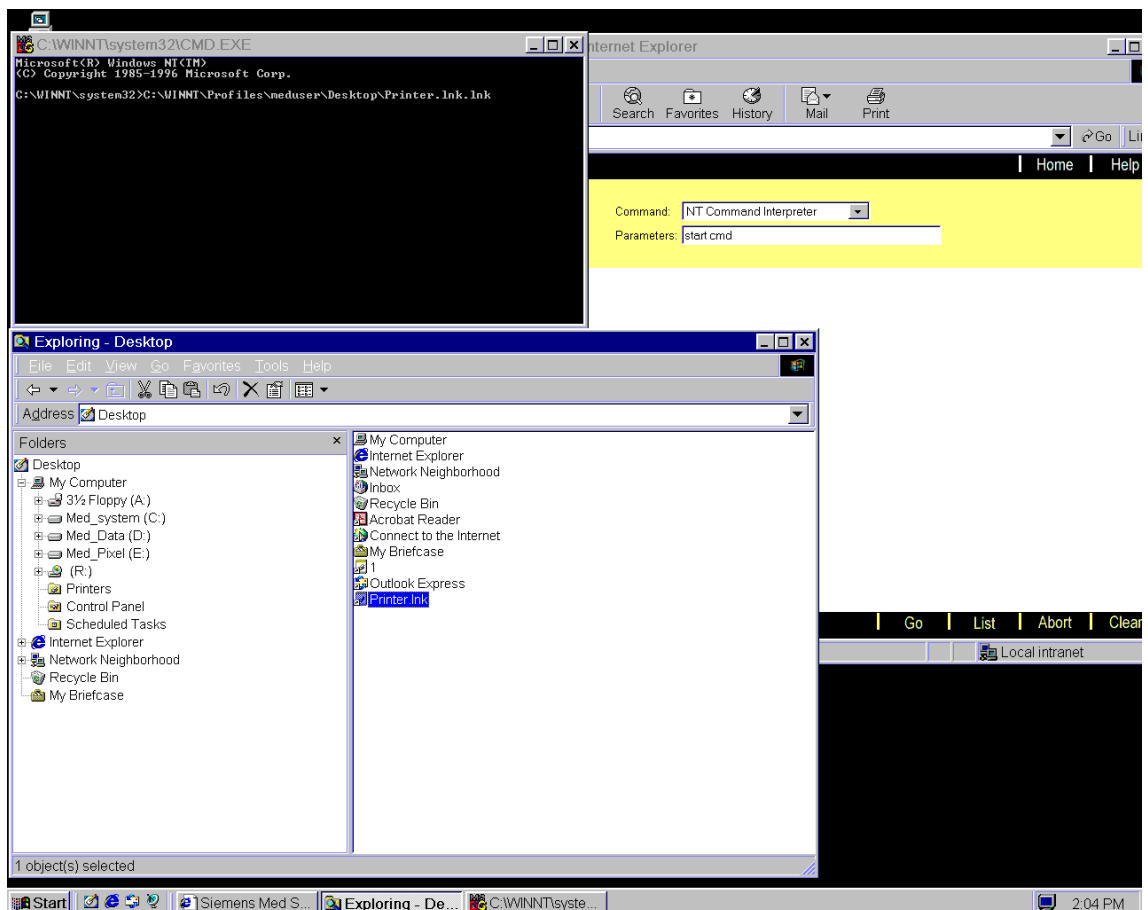 C:\WINNT\system32\CMD.EXE
Microsoft(R) Windows NT(TM)
(C) Copyright 1985-1996 Microsoft Corp.
C:\WINNT\system32>C:\WINNT\Profiles\meduser\Desktop\Printer.lnk.lnk
nternet Explorer
Search Favorites History Mail Print
Go
Home Help
Command: NT Command Interpreter
Parameters: start cmd
Exploring - Desktop
File Edit View Go Favorites Tools Help
Address Desktop
Folders ×
Desktop
My Computer
3½ Floppy (A:)
Med_system (C:)
Med_Data (D:)
Med_Pixel (E:)
(R:)
Printers
Control Panel
Scheduled Tasks
Internet Explorer
Network Neighborhood
Recycle Bin
My Briefcase
My Computer
Internet Explorer
Network Neighborhood
Inbox
Recycle Bin
Acrobat Reader
Connect to the Internet
My Briefcase
1
Outlook Express
Printer.lnk
Go List Abort Clear
Local intranet
1 object(s) selected
Start Siemens Med S... Exploring - De... C:\WINNT\syste... 2:04 PM